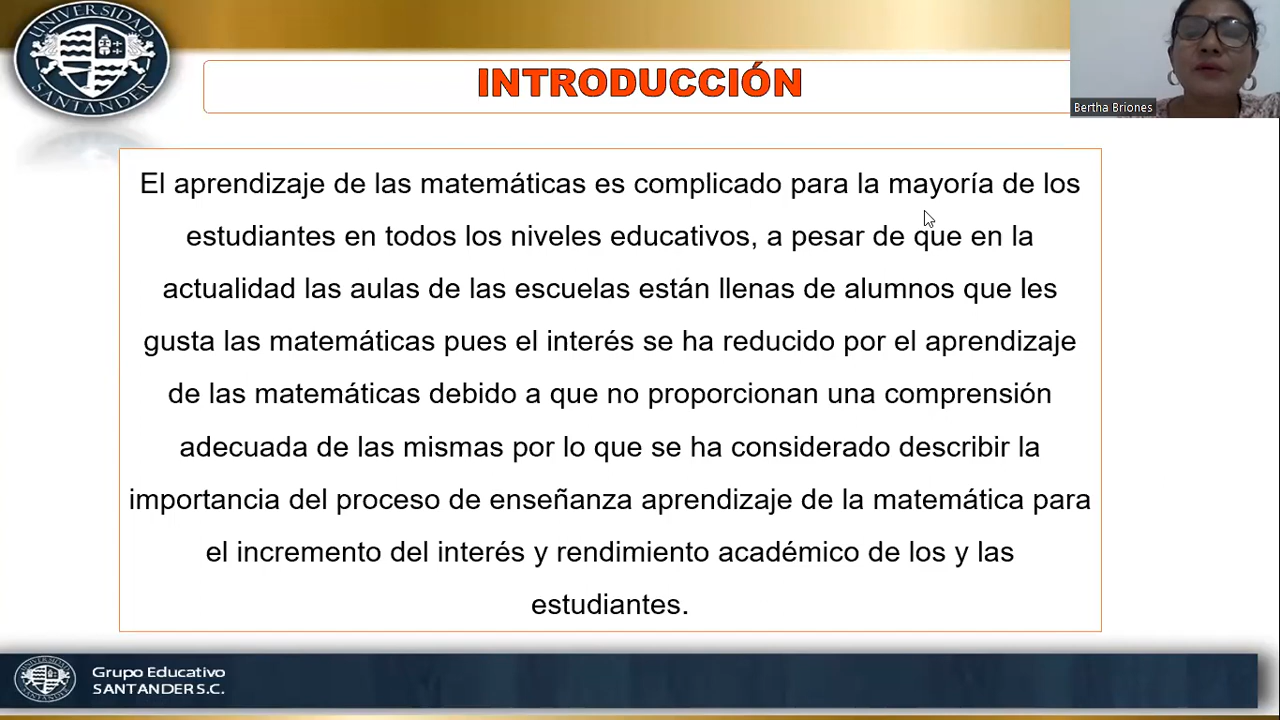 UNIVERSIDAD
SANTANDER
INTRODUCCIÓN
Bertha Briones
El aprendizaje de las matemáticas es complicado para la mayoría de los
estudiantes en todos los niveles educativos, a pesar de que en la
actualidad las aulas de las escuelas están llenas de alumnos que les
gusta las matemáticas pues el interés se ha reducido por el aprendizaje
de las matemáticas debido a que no proporcionan una comprensión
adecuada de las mismas por lo que se ha considerado describir la
importancia del proceso de enseñanza aprendizaje de la matemática para
el incremento del interés y rendimiento académico de los y las
estudiantes.
UNIVERSIDAD
SANTANDER
Grupo Educativo
SANTANDER S.C.